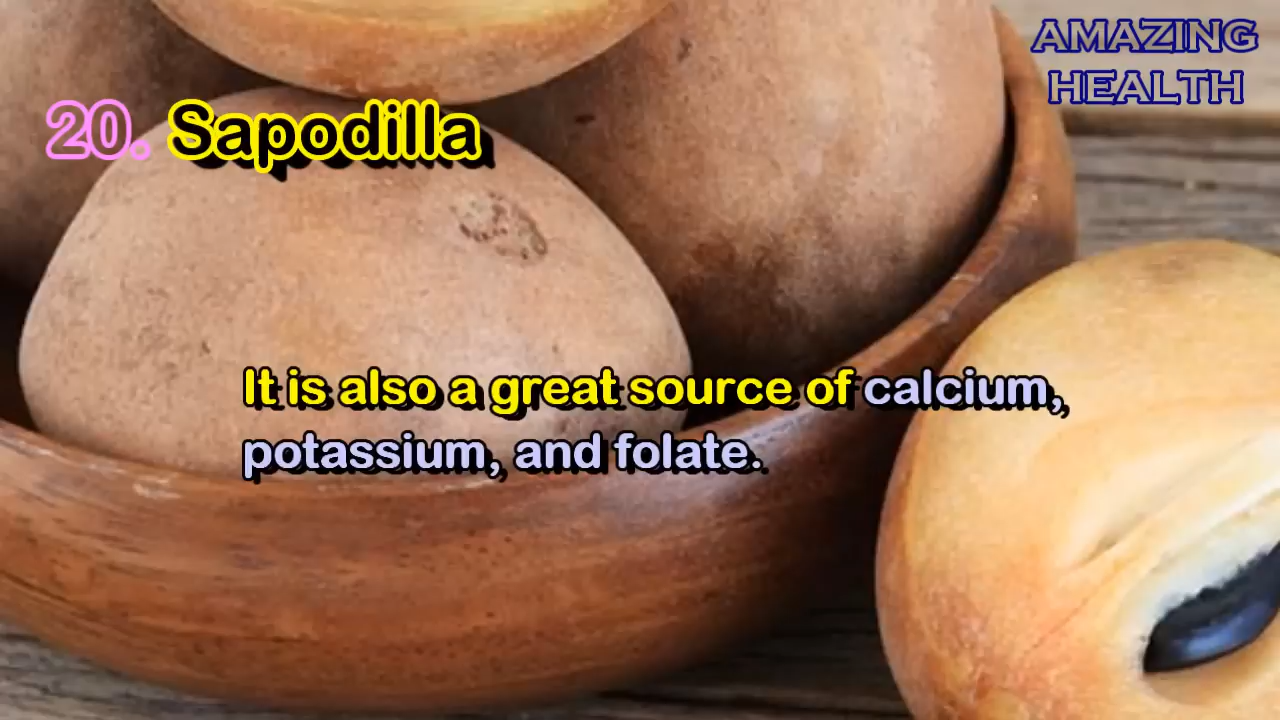 AMAZING
HEALTH
20. Sapodilla
It is also a great source of calcium,
potassium, and folate.